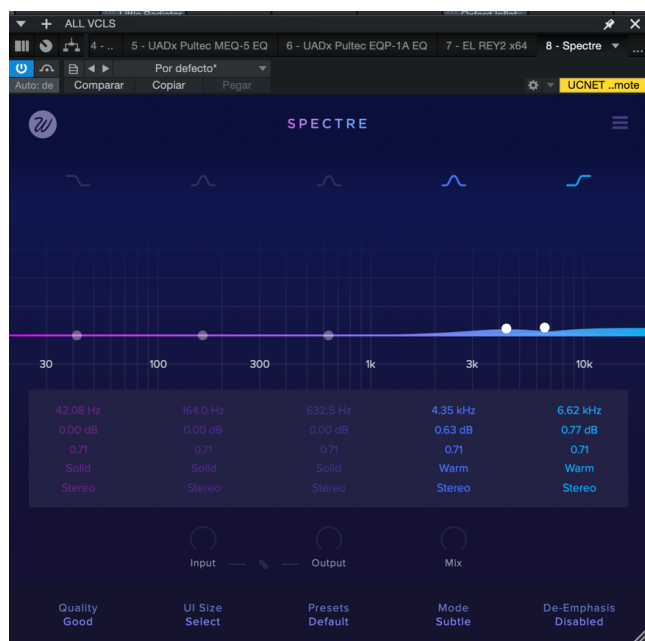 ALL VCLS
4 - .. 5 - UADx Pultec MEQ-5 EQ 6 - UADx Pultec EQP-1A EQ 7 - EL REY2 x64 8 - Spectre ...
Por defecto*
Auto: de Comparar Copiar Pegar UCNET ..mote
SPECTRE
30 100 300 1k 3k 10k
42.08 Hz 164.0 Hz 632.5 Hz 4.35 kHz 6.62 kHz
0.00 dB 0.00 dB 0.00 dB 0.63 dB 0.77 dB
0.71 0.71 0.71 0.71 0.71
Solid Solid Solid Warm Warm
Stereo Stereo Stereo Stereo Stereo
Input Output Mix
Quality UI Size Presets Mode De-Emphasis
Good Select Default Subtle Disabled